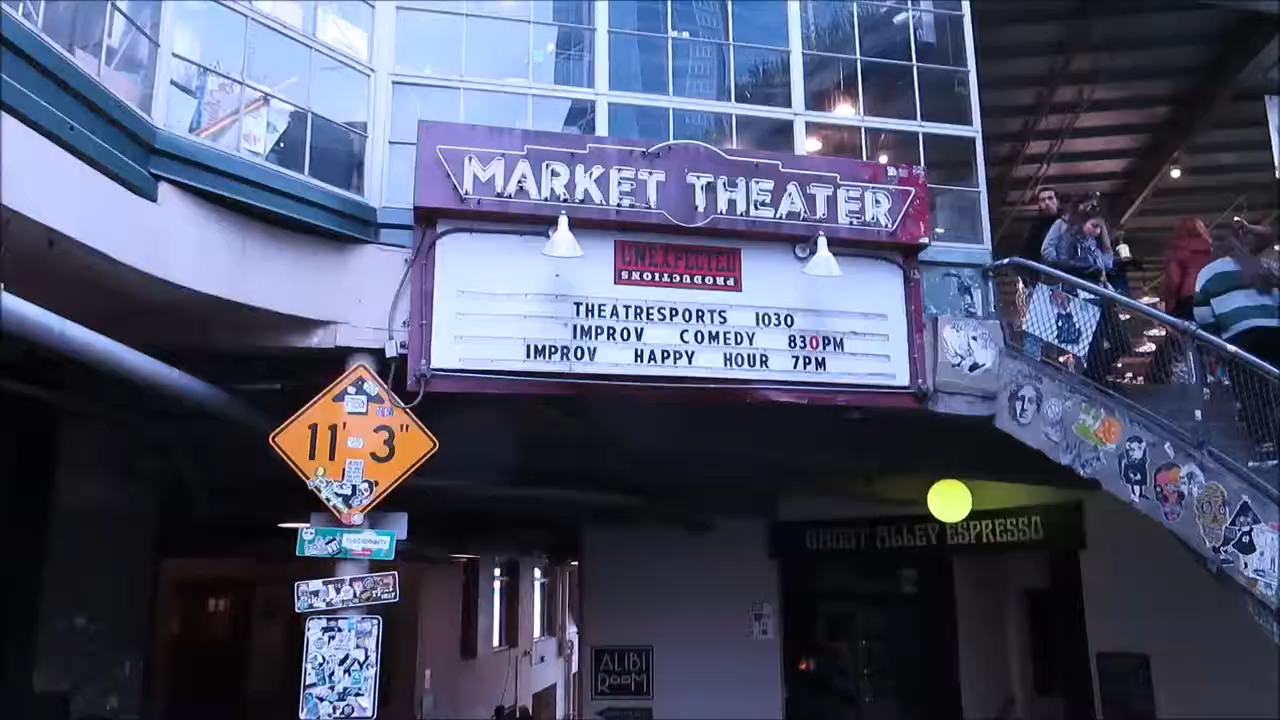 MARKET THEATER
UNEXPECTED
PRODUCTIONS
THEATRESPORTS 1030
IMPROV COMEDY 830PM
IMPROV HAPPY HOUR 7PM
11' 3"
GHOST ALLEY ESPRESSO
ALIBI
ROOM